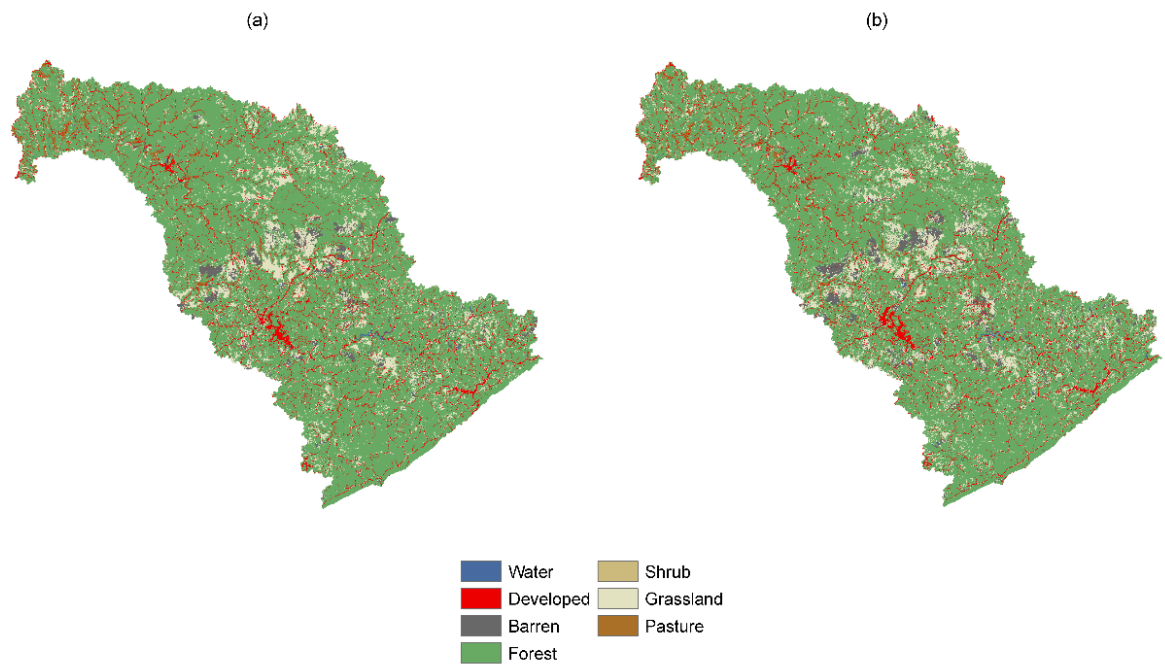 (a) (b)
Water Shrub
Developed Grassland
Barren Pasture
Forest